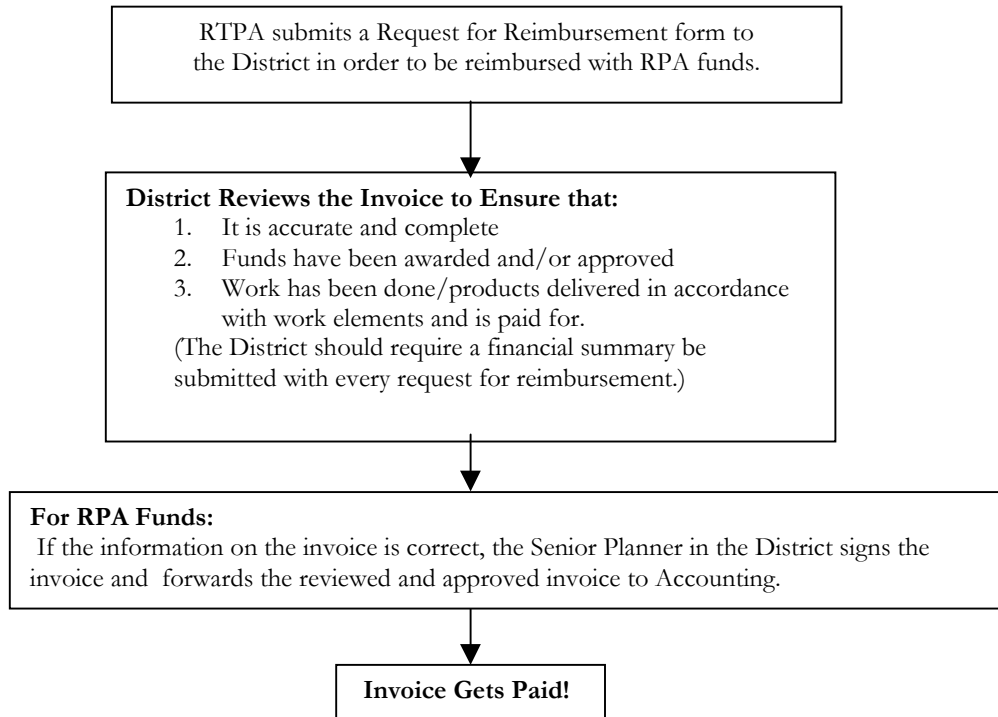 RTPA submits a Request for Reimbursement form to
the District in order to be reimbursed with RPA funds.
District Reviews the Invoice to Ensure that:
1. It is accurate and complete
2. Funds have been awarded and/or approved
3. Work has been done/products delivered in accordance
with work elements and is paid for.
(The District should require a financial summary be
submitted with every request for reimbursement.)
For RPA Funds:
If the information on the invoice is correct, the Senior Planner in the District signs the
invoice and forwards the reviewed and approved invoice to Accounting.
Invoice Gets Paid!